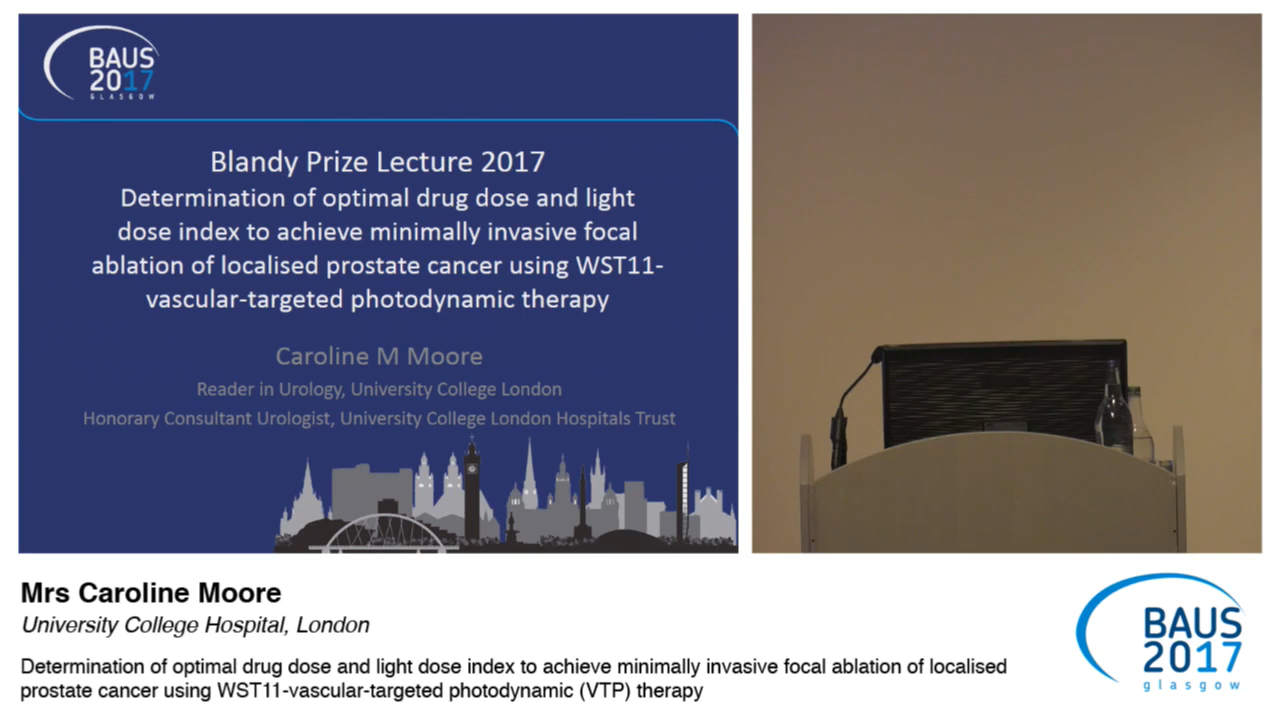 BAUS
2017
GLASGOW
Blandy Prize Lecture 2017
Determination of optimal drug dose and light
dose index to achieve minimally invasive focal
ablation of localised prostate cancer using WST11-
vascular-targeted photodynamic therapy
Caroline M Moore
Reader in Urology, University College London
Honorary Consultant Urologist, University College London Hospitals Trust
Mrs Caroline Moore
University College Hospital, London
Determination of optimal drug dose and light dose index to achieve minimally invasive focal ablation of localised
prostate cancer using WST11-vascular-targeted photodynamic (VTP) therapy
BAUS
2017
glasgow